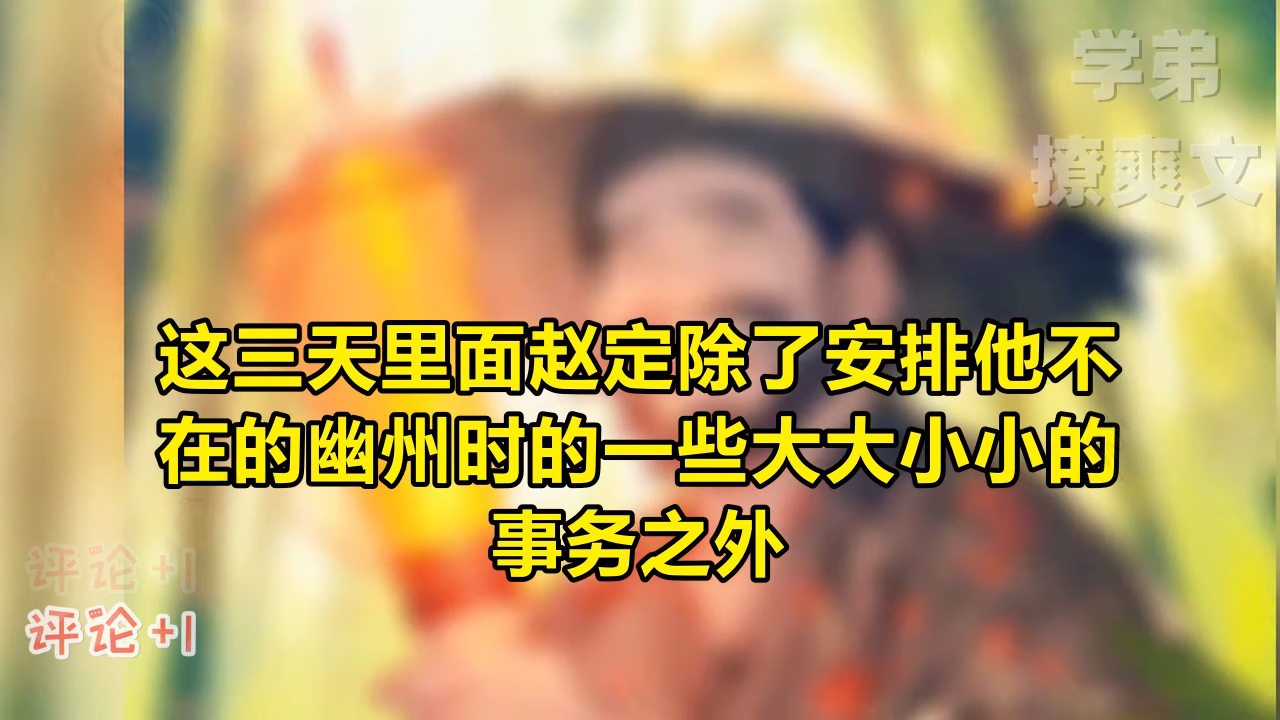 学弟
撩爽文
这三天里面赵定除了安排他不
在的幽州时的一些大大小小的
事务之外
评论+1
评论+1